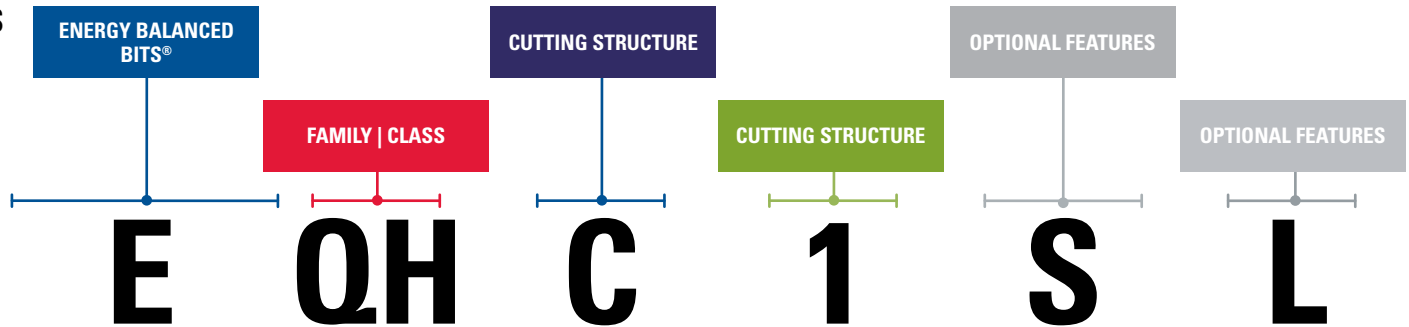 S
ENERGY BALANCED
BITS®
CUTTING STRUCTURE
OPTIONAL FEATURES
FAMILY | CLASS
CUTTING STRUCTURE
OPTIONAL FEATURES
E QH C 1 S L